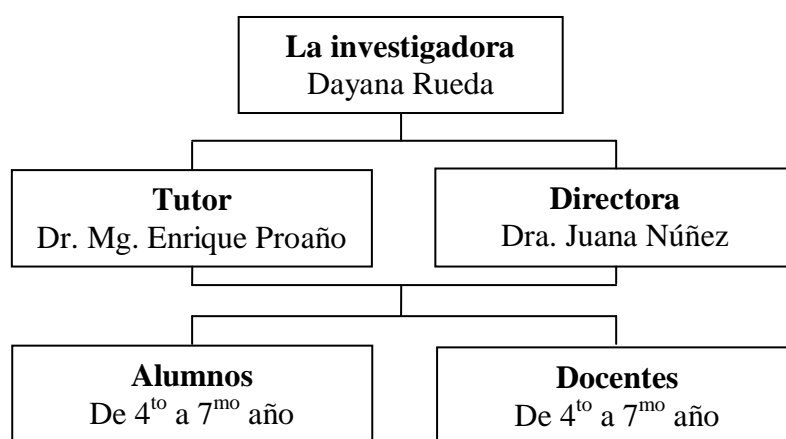 La investigadora
Dayana Rueda
Tutor
Dr. Mg. Enrique Proaño
Directora
Dra. Juana Núñez
Alumnos
De 4to a 7mo año
Docentes
De 4to a 7mo año